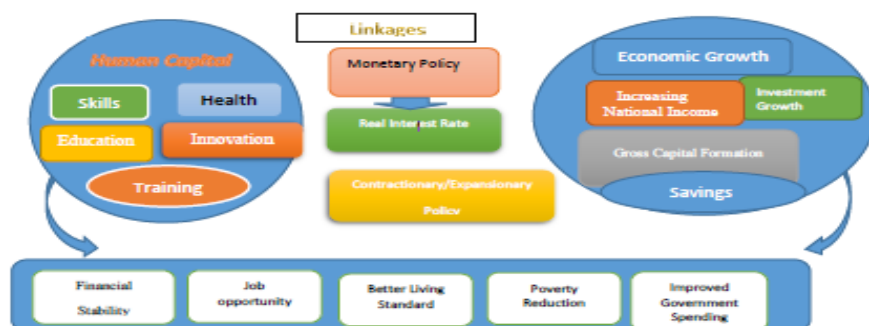 Linkages
Human Capital
Skills
Health
Education
Innovation
Training
Monetary Policy
Real Interest Rate
Contractionary/Expansionary
Policy
Economic Growth
Increasing
National Income
Investment
Growth
Gross Capital Formation
Savings
Financial
Stability
Job
opportunity
Better Living
Standard
Poverty
Reduction
Improved
Government
Spending